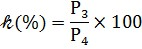 𝓀(%) = P₃/P₄ × 100